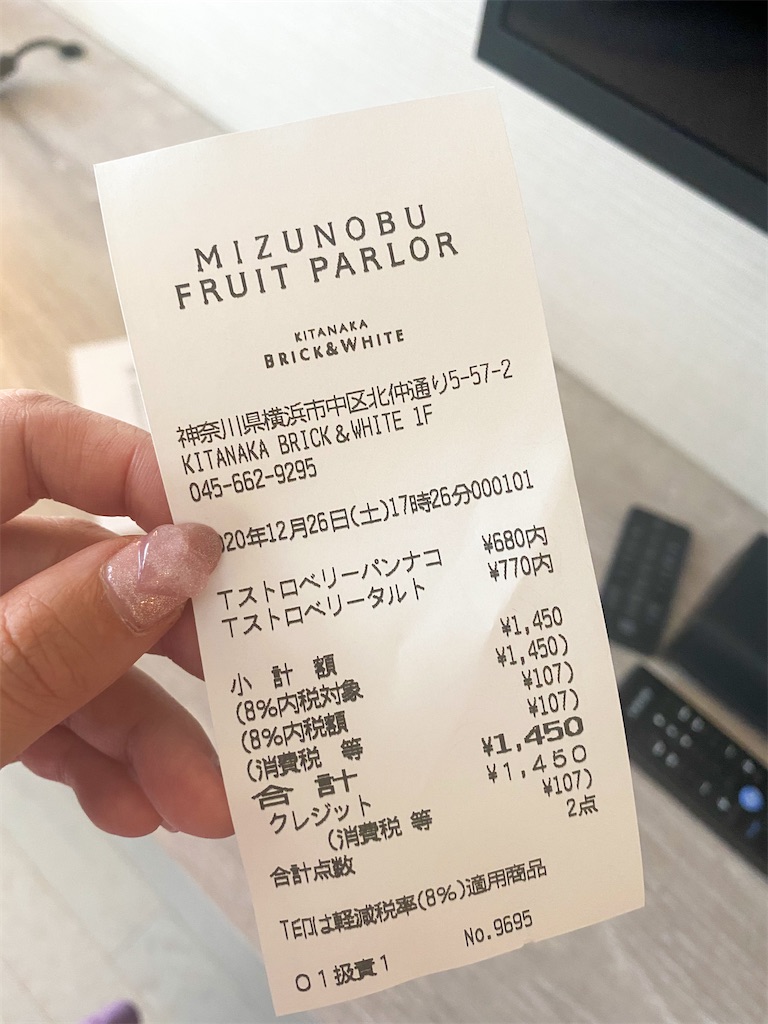 MIZUNOBU
FRUIT PARLOR
KITANAKA
BRICK&WHITE
神奈川県横浜市中区北仲通り5-57-2
KITANAKA BRICK&WHITE 1F
045-662-9295
020年12月26日(土)17時26分000101
Tストロベリーパンナコ ¥680内
Tストロベリータルト ¥770内
小 計 額 ¥1,450
(8%内税対象 ¥1,450)
(8%内税額 ¥107)
(消費税 等 ¥107)
合 計 ¥1,450
クレジット ¥1,450
(消費税 等 ¥107)
合計点数 2点
T印は軽減税率(8%)適用商品
No.9695
01扱責1